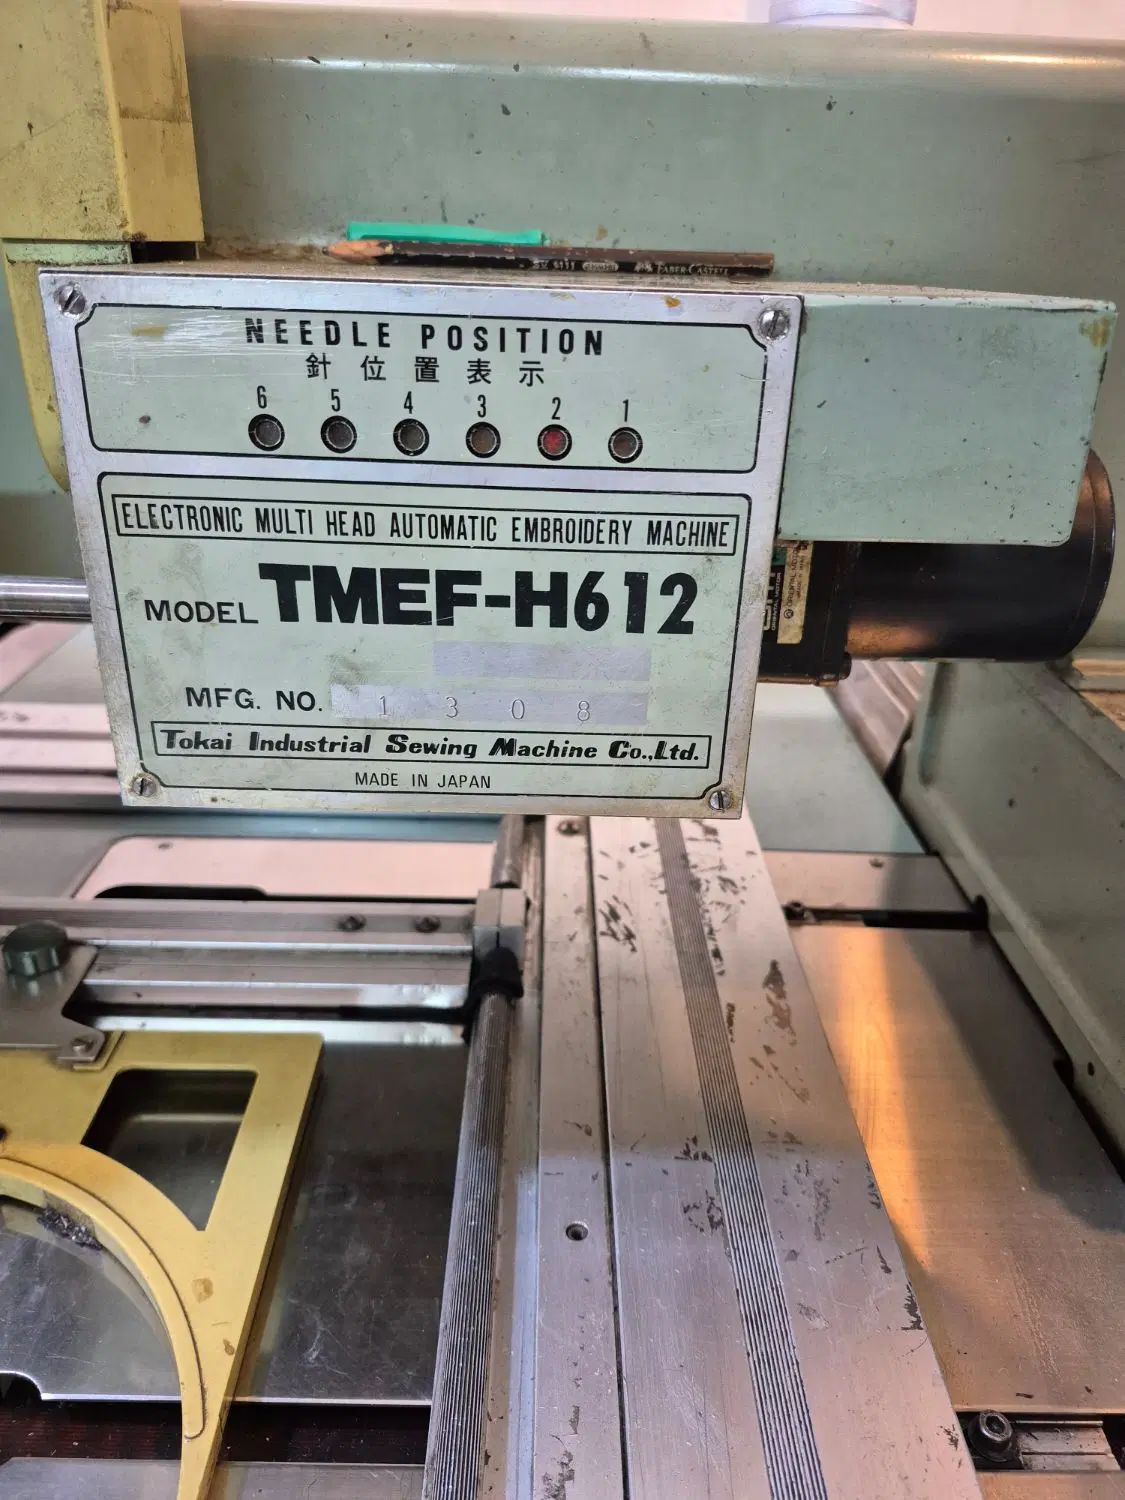 FABER-CASTELL
NEEDLE POSITION
針位置表示
6 5 4 3 2 1
ELECTRONIC MULTI HEAD AUTOMATIC EMBROIDERY MACHINE
MODEL TMEF-H612
MFG. NO. 1308
Tokai Industrial Sewing Machine Co.,Ltd.
MADE IN JAPAN